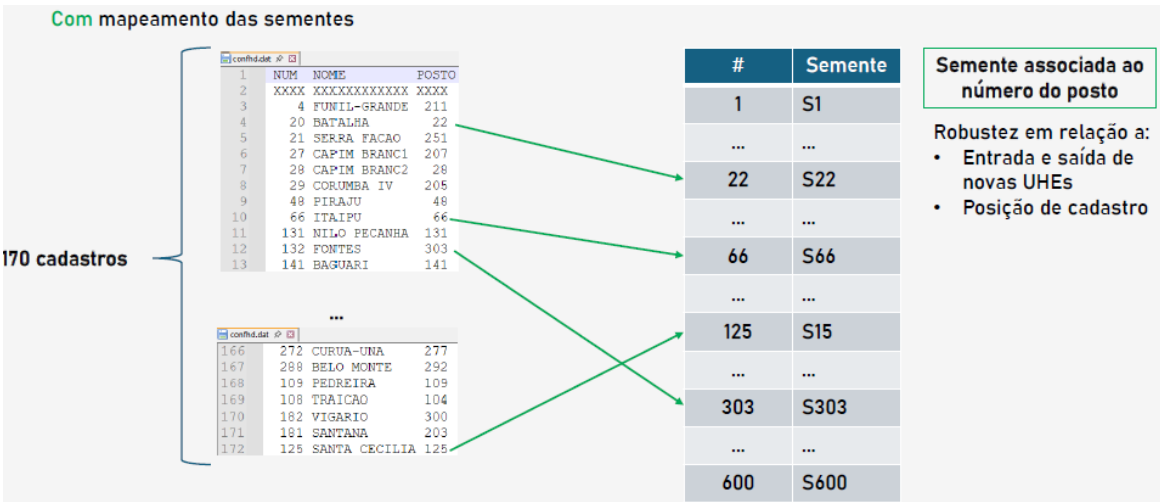 Com mapeamento das sementes
confhd.dat
1 NUM NOME POSTO
2 XXXX XXXXXXXXXXXX XXXX
3 4 FUNIL-GRANDE 211
4 20 BATALHA 22
5 21 SERRA FACAO 251
6 27 CAPIM BRANC1 207
7 28 CAPIM BRANC2 28
8 29 CORUMBA IV 205
9 48 PIRAJU 48
10 66 ITAIPU 66
11 131 NILO PECANHA 131
12 132 FONTES 303
13 141 BAGUARI 141
170 cadastros
...
confhd.dat
166 272 CURUA-UNA 277
167 288 BELO MONTE 292
168 109 PEDREIRA 109
169 108 TRAICAO 104
170 182 VIGARIO 300
171 181 SANTANA 203
172 125 SANTA CECILIA 125
# Semente
1 S1
... ...
22 S22
... ...
66 S66
... ...
125 S15
... ...
303 S303
... ...
600 S600
Semente associada ao
número do posto
Robustez em relação a:
• Entrada e saída de
novas UHEs
• Posição de cadastro